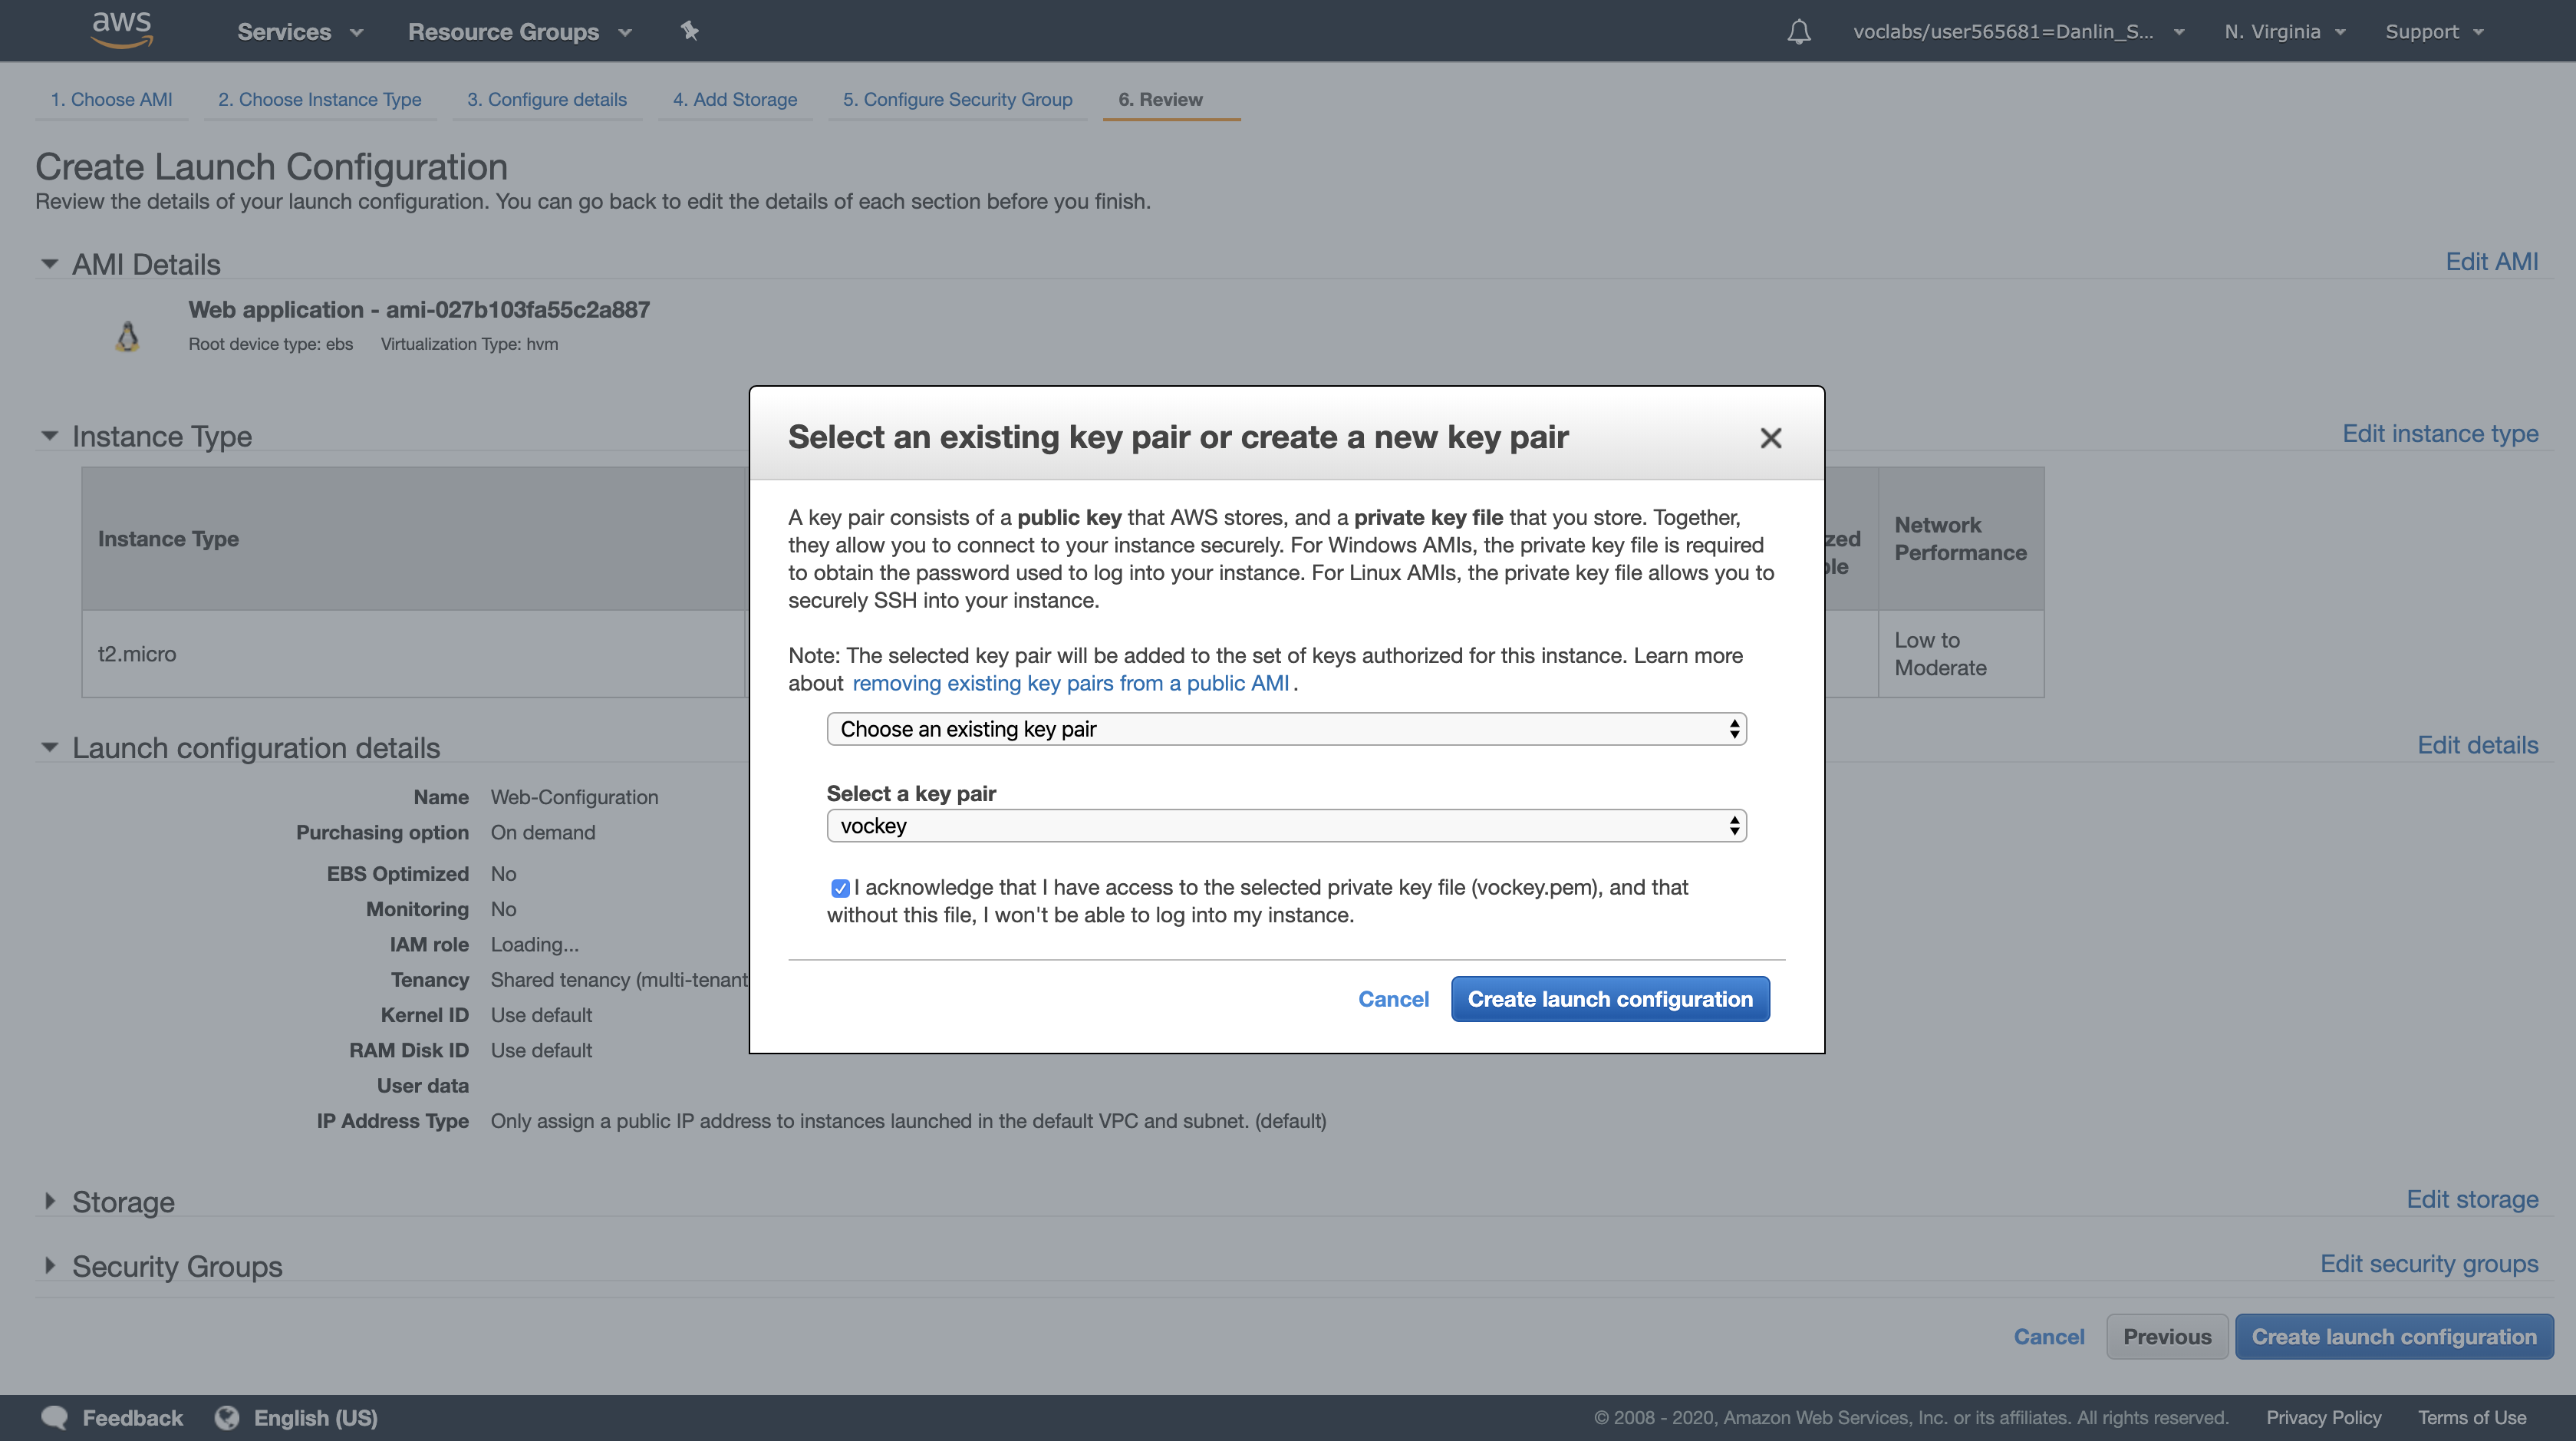 aws
Services
Resource Groups
voclabs/user565681=Danlin_S...
N. Virginia
Support
1. Choose AMI
2. Choose Instance Type
3. Configure details
4. Add Storage
5. Configure Security Group
6. Review
Create Launch Configuration
Review the details of your launch configuration. You can go back to edit the details of each section before you finish.
AMI Details
Edit AMI
Web application - ami-027b103fa55c2a887
Root device type: ebs Virtualization Type: hvm
Instance Type
Edit instance type
Instance Type
zed
ble
Network
Performance
t2.micro
Low to
Moderate
Select an existing key pair or create a new key pair
A key pair consists of a public key that AWS stores, and a private key file that you store. Together,
they allow you to connect to your instance securely. For Windows AMIs, the private key file is required
to obtain the password used to log into your instance. For Linux AMIs, the private key file allows you to
securely SSH into your instance.
Note: The selected key pair will be added to the set of keys authorized for this instance. Learn more
about removing existing key pairs from a public AMI .
Choose an existing key pair
Select a key pair
vockey
I acknowledge that I have access to the selected private key file (vockey.pem), and that
without this file, I won't be able to log into my instance.
Cancel
Create launch configuration
Launch configuration details
Edit details
Name Web-Configuration
Purchasing option On demand
EBS Optimized No
Monitoring No
IAM role Loading...
Tenancy Shared tenancy (multi-tenant
Kernel ID Use default
RAM Disk ID Use default
User data
IP Address Type Only assign a public IP address to instances launched in the default VPC and subnet. (default)
Storage
Edit storage
Security Groups
Edit security groups
Cancel
Previous
Create launch configuration
Feedback
English (US)
© 2008 - 2020, Amazon Web Services, Inc. or its affiliates. All rights reserved.
Privacy Policy
Terms of Use